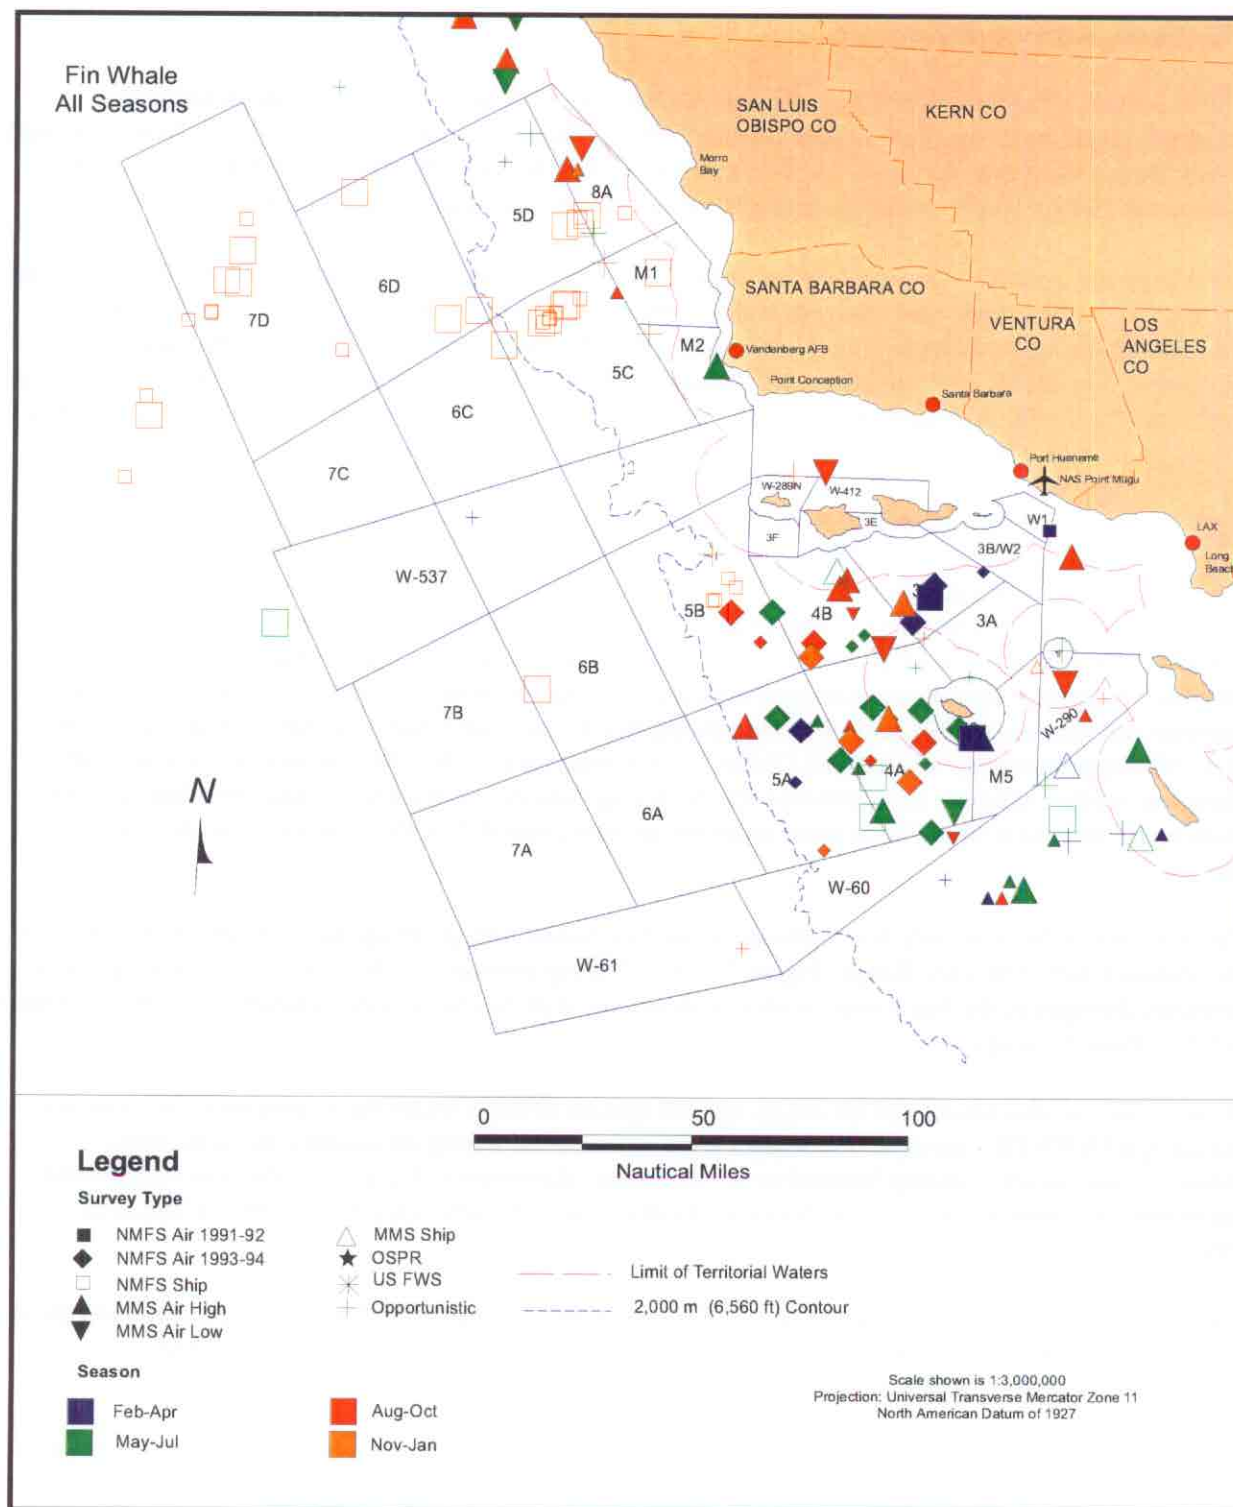 Fin Whale
All Seasons
SAN LUIS
OBISPO CO
KERN CO
Morro
Bay
8A
5D
M1
SANTA BARBARA CO
6D
7D
VENTURA
CO
LOS
ANGELES
CO
M2
Vandenberg AFB
5C
Point Conception
Santa Barbara
6C
Port Hueneme
7C
NAS Point Mugu
W-289N
W-412
W1
3E
LAX
3F
3B/W2
Long
Beach
W-537
5B
4B
3A
6B
7B
W-290
5A
4A
M5
6A
7A
W-60
W-61
N
0
50
100
Nautical Miles
Legend
Survey Type
NMFS Air 1991-92
NMFS Air 1993-94
NMFS Ship
MMS Air High
MMS Air Low
MMS Ship
OSPR
US FWS
Opportunistic
Limit of Territorial Waters
2,000 m (6,560 ft) Contour
Season
Feb-Apr
May-Jul
Aug-Oct
Nov-Jan
Scale shown is 1:3,000,000
Projection: Universal Transverse Mercator Zone 11
North American Datum of 1927